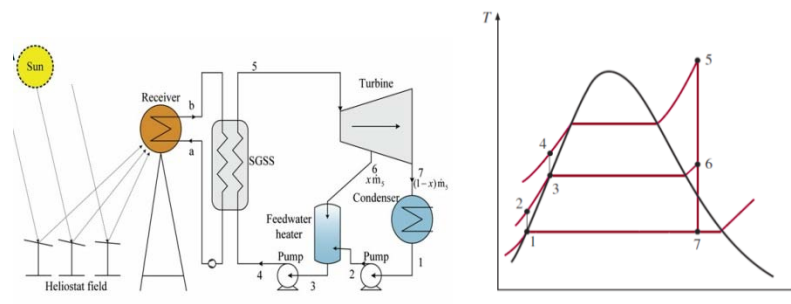 Sun
Receiver
b
a
SGSS
5
Turbine
6
xṁ₅
7
(1−x)ṁ₅
Condenser
Feedwater
heater
Pump
Pump
4
3
2
1
Heliostat field
T
5
4
3
6
2
1
7